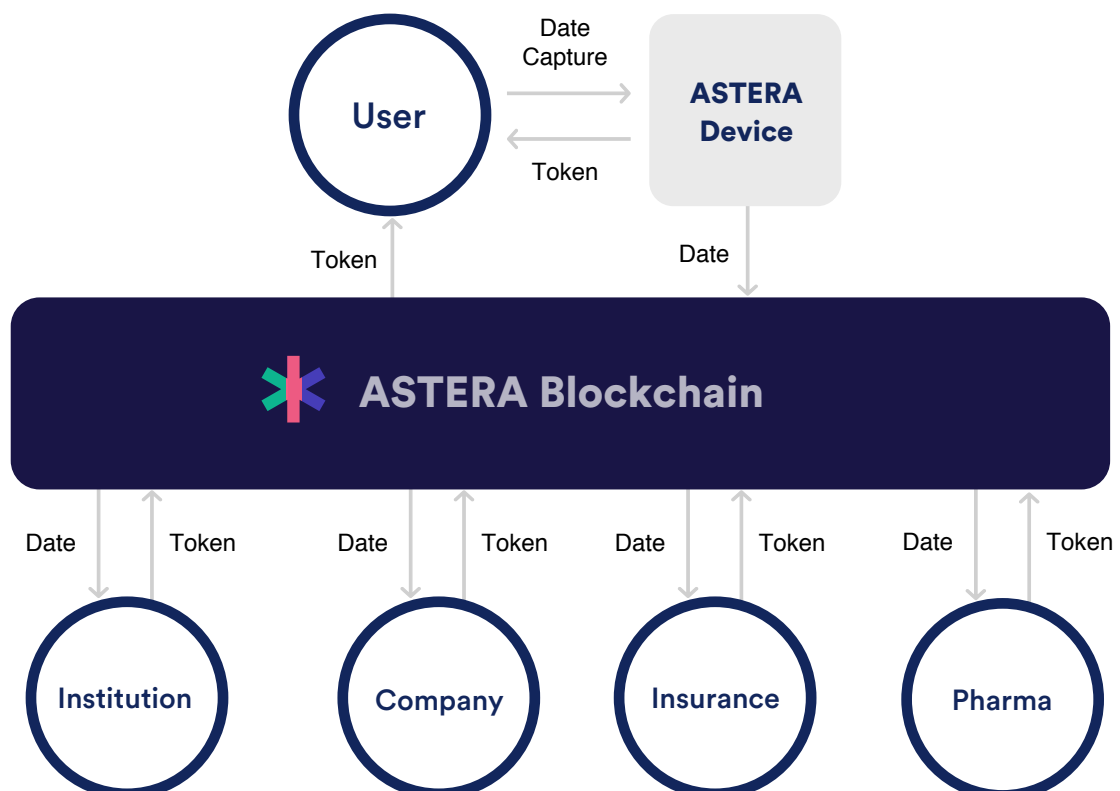 Date
Capture
User
ASTERA
Device
Token
Token
Date
ASTERA Blockchain
Date
Token
Date
Token
Date
Token
Date
Token
Institution
Company
Insurance
Pharma